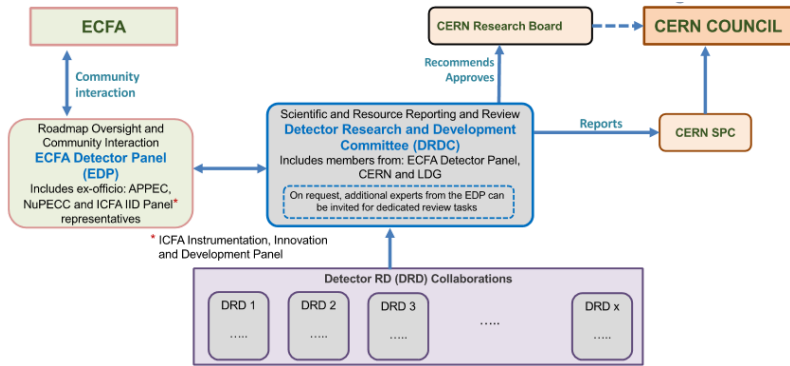 ECFA
CERN Research Board
CERN COUNCIL
Community
interaction
Recommends
Approves
Roadmap Oversight and
Community Interaction
ECFA Detector Panel
(EDP)
Includes ex-officio: APPEC,
NuPECC and ICFA IID Panel*
representatives
Scientific and Resource Reporting and Review
Detector Research and Development
Committee (DRDC)
Includes members from: ECFA Detector Panel,
CERN and LDG
On request, additional experts from the EDP can
be invited for dedicated review tasks
Reports
CERN SPC
* ICFA Instrumentation, Innovation
and Development Panel
Detector RD (DRD) Collaborations
DRD 1
.....
DRD 2
.....
DRD 3
.....
.....
DRD x
.....